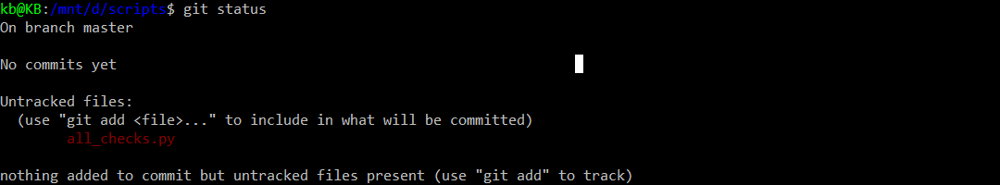 kb@KB:/mnt/d/scripts$ git status
On branch master
No commits yet
Untracked files:
(use "git add <file>..." to include in what will be committed)
all_checks.py
nothing added to commit but untracked files present (use "git add" to track)